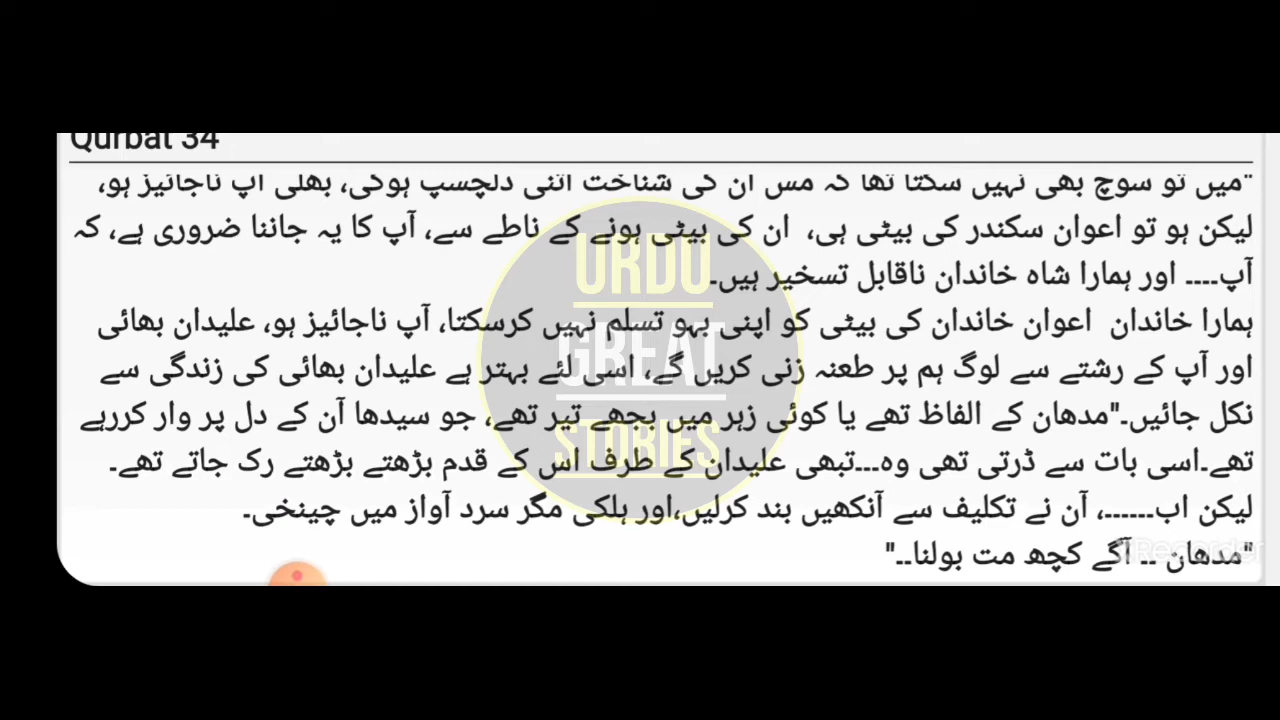 Qurbat 34
"میں تو سوچ بھی نہیں سکتا تھا کہ مس آن کی شناخت اتنی دلچسپ ہوگی، بھلی آپ ناجائیز ہو،
لیکن ہو تو اعوان سکندر کی بیٹی ہی، ان کی بیٹی ہونے کے ناطے سے، آپ کا یہ جاننا ضروری ہے، کہ
آپ---- اور ہمارا شاہ خاندان ناقابل تسخیر ہیں۔
ہمارا خاندان اعوان خاندان کی بیٹی کو اپنی بہو تسلم نہیں کرسکتا، آپ ناجائیز ہو، علیدان بھائی
اور آپ کے رشتے سے لوگ ہم پر طعنہ زنی کریں گے، اسی لئے بہتر ہے علیدان بھائی کی زندگی سے
نکل جائیں۔"مدھان کے الفاظ تھے یا کوئی زہر میں بجھے تیر تھے، جو سیدھا آن کے دل پر وار کررہے
تھے۔اسی بات سے ڈرتی تھی وہ---تبھی علیدان کے طرف اس کے قدم بڑھتے بڑھتے رک جاتے تھے۔
لیکن اب------، آن نے تکلیف سے آنکھیں بند کرلیں،اور ہلکی مگر سرد آواز میں چینخی۔
"مدھان -- آگے کچھ مت بولنا--"
URDU
GREAT
STORIES
Recorder